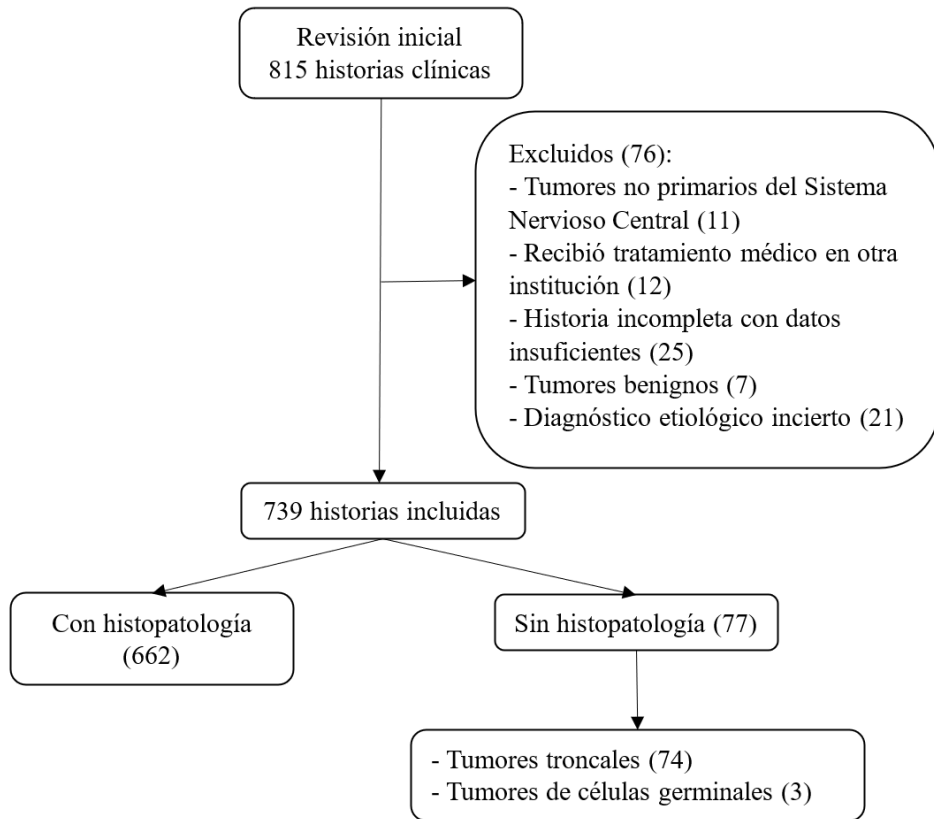 Revisión inicial
815 historias clínicas
Excluidos (76):
- Tumores no primarios del Sistema
Nervioso Central (11)
- Recibió tratamiento médico en otra
institución (12)
- Historia incompleta con datos
insuficientes (25)
- Tumores benignos (7)
- Diagnóstico etiológico incierto (21)
739 historias incluidas
Con histopatología
(662)
Sin histopatología (77)
- Tumores troncales (74)
- Tumores de células germinales (3)